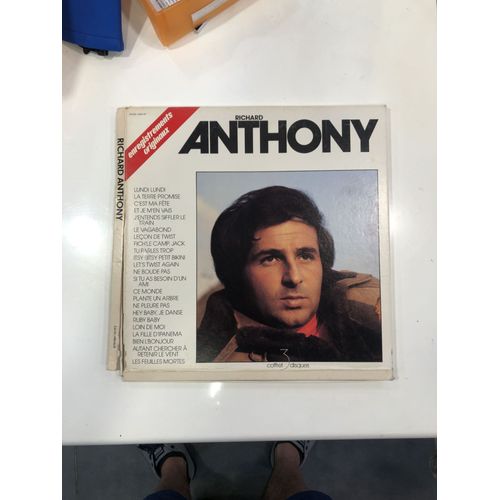 enregistrements
originaux
RICHARD
ANTHONY
RICHARD ANTHONY
LUNDI LUNDI
LA TERRE PROMISE
C'EST MA FÊTE
ET JE M'EN VAIS
J'ENTENDS SIFFLER LE
TRAIN
LE VAGABOND
LEÇON DE TWIST
FICH'LE CAMP, JACK
TU PARLES TROP
ITSY BITSY PETIT BIKINI
LET'S TWIST AGAIN
NE BOUDE PAS
SI TU AS BESOIN D'UN
AMI
CE MONDE
PLANTE UN ARBRE
NE PLEURE PAS
HEY BABY, JE DANSE
RUBY BABY
LOIN DE MOI
LA FILLE D'IPANEMA
BIEN L'BONJOUR
AUTANT CHERCHER À
RETENIR LE VENT
LES FEUILLES MORTES
coffret 3 disques